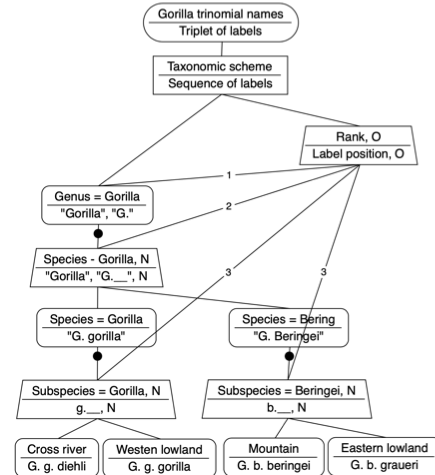 Gorilla trinomial names
Triplet of labels
Taxonomic scheme
Sequence of labels
Rank, O
Label position, O
1
Genus = Gorilla
"Gorilla", "G."
2
Species - Gorilla, N
"Gorilla", "G.__", N
3
3
Species = Gorilla
"G. gorilla"
Species = Bering
"G. Beringei"
Subspecies = Gorilla, N
g.__, N
Subspecies = Beringei, N
b.__, N
Cross river
G. g. diehli
Westen lowland
G. g. gorilla
Mountain
G. b. beringei
Eastern lowland
G. b. graueri